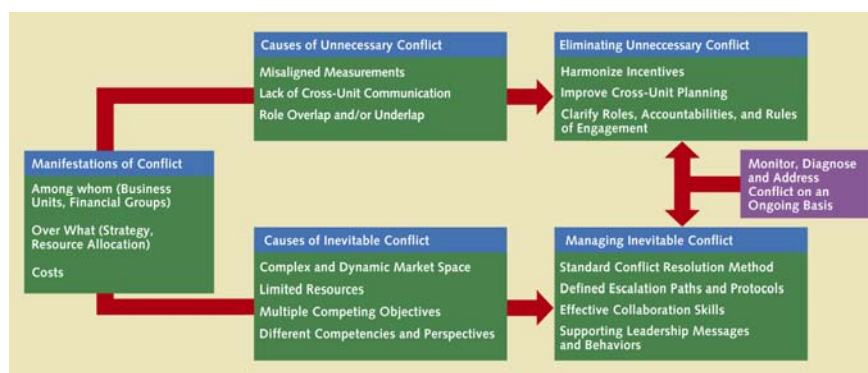 Causes of Unnecessary Conflict
Misaligned Measurements
Lack of Cross-Unit Communication
Role Overlap and/or Underlap
Eliminating Unneccessary Conflict
Harmonize Incentives
Improve Cross-Unit Planning
Clarify Roles, Accountabilities, and Rules
of Engagement
Manifestations of Conflict
Among whom (Business
Units, Financial Groups)
Over What (Strategy,
Resource Allocation)
Costs
Monitor, Diagnose
and Address
Conflict on an
Ongoing Basis
Causes of Inevitable Conflict
Complex and Dynamic Market Space
Limited Resources
Multiple Competing Objectives
Different Competencies and Perspectives
Managing Inevitable Conflict
Standard Conflict Resolution Method
Defined Escalation Paths and Protocols
Effective Collaboration Skills
Supporting Leadership Messages
and Behaviors